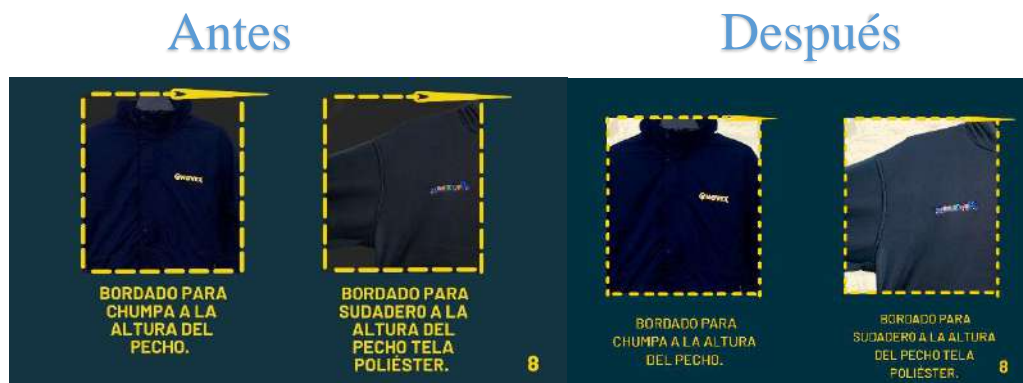 Antes
Después
BORDADO PARA
CHUMPA A LA
ALTURA DEL
PECHO.
BORDADO PARA
SUDADERO A LA
ALTURA DEL
PECHO TELA
POLIÉSTER.
8
BORDADO PARA
CHUMPA A LA ALTURA
DEL PECHO.
BORDADO PARA
SUDADERO A LA ALTURA
DEL PECHO TELA
POLIÉSTER.
8